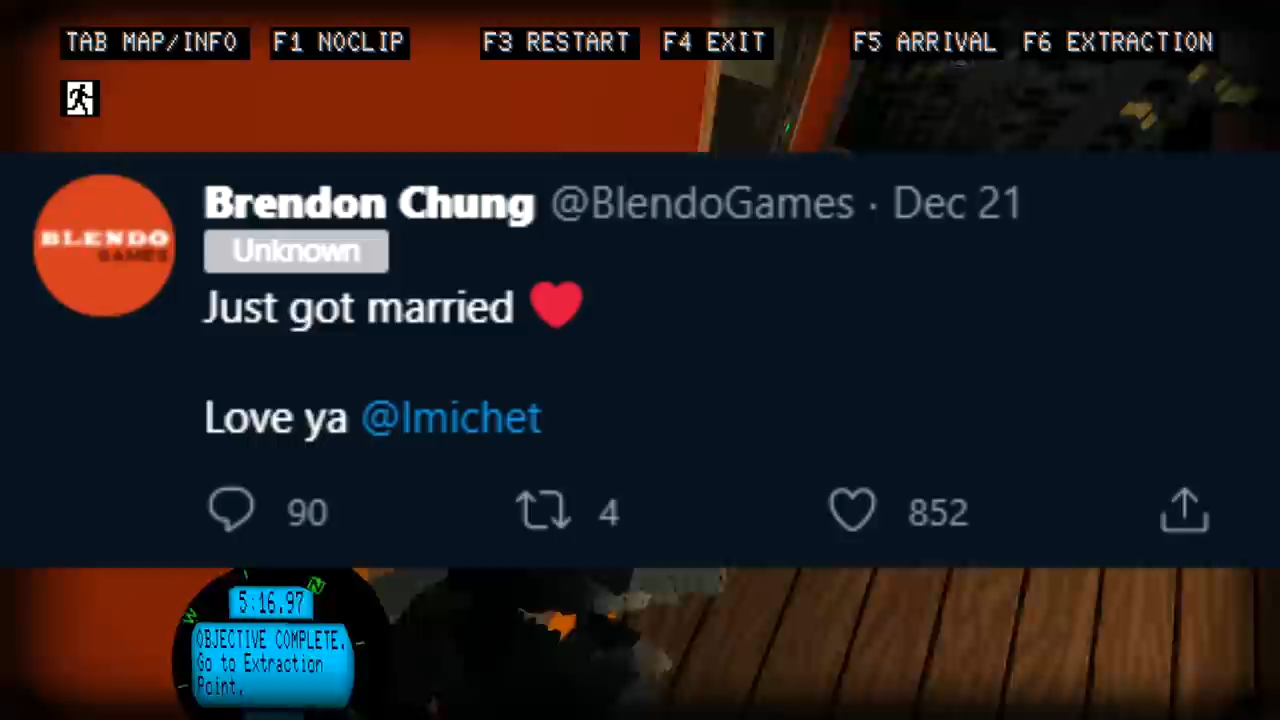 TAB MAP/INFO F1 NOCLIP F3 RESTART F4 EXIT F5 ARRIVAL F6 EXTRACTION
BLENDO
GAMES
Brendon Chung @BlendoGames · Dec 21
Unknown
Just got married ❤
Love ya @lmichet
90 4 852
N
W
5:16.97
OBJECTIVE COMPLETE.
Go to Extraction
Point.